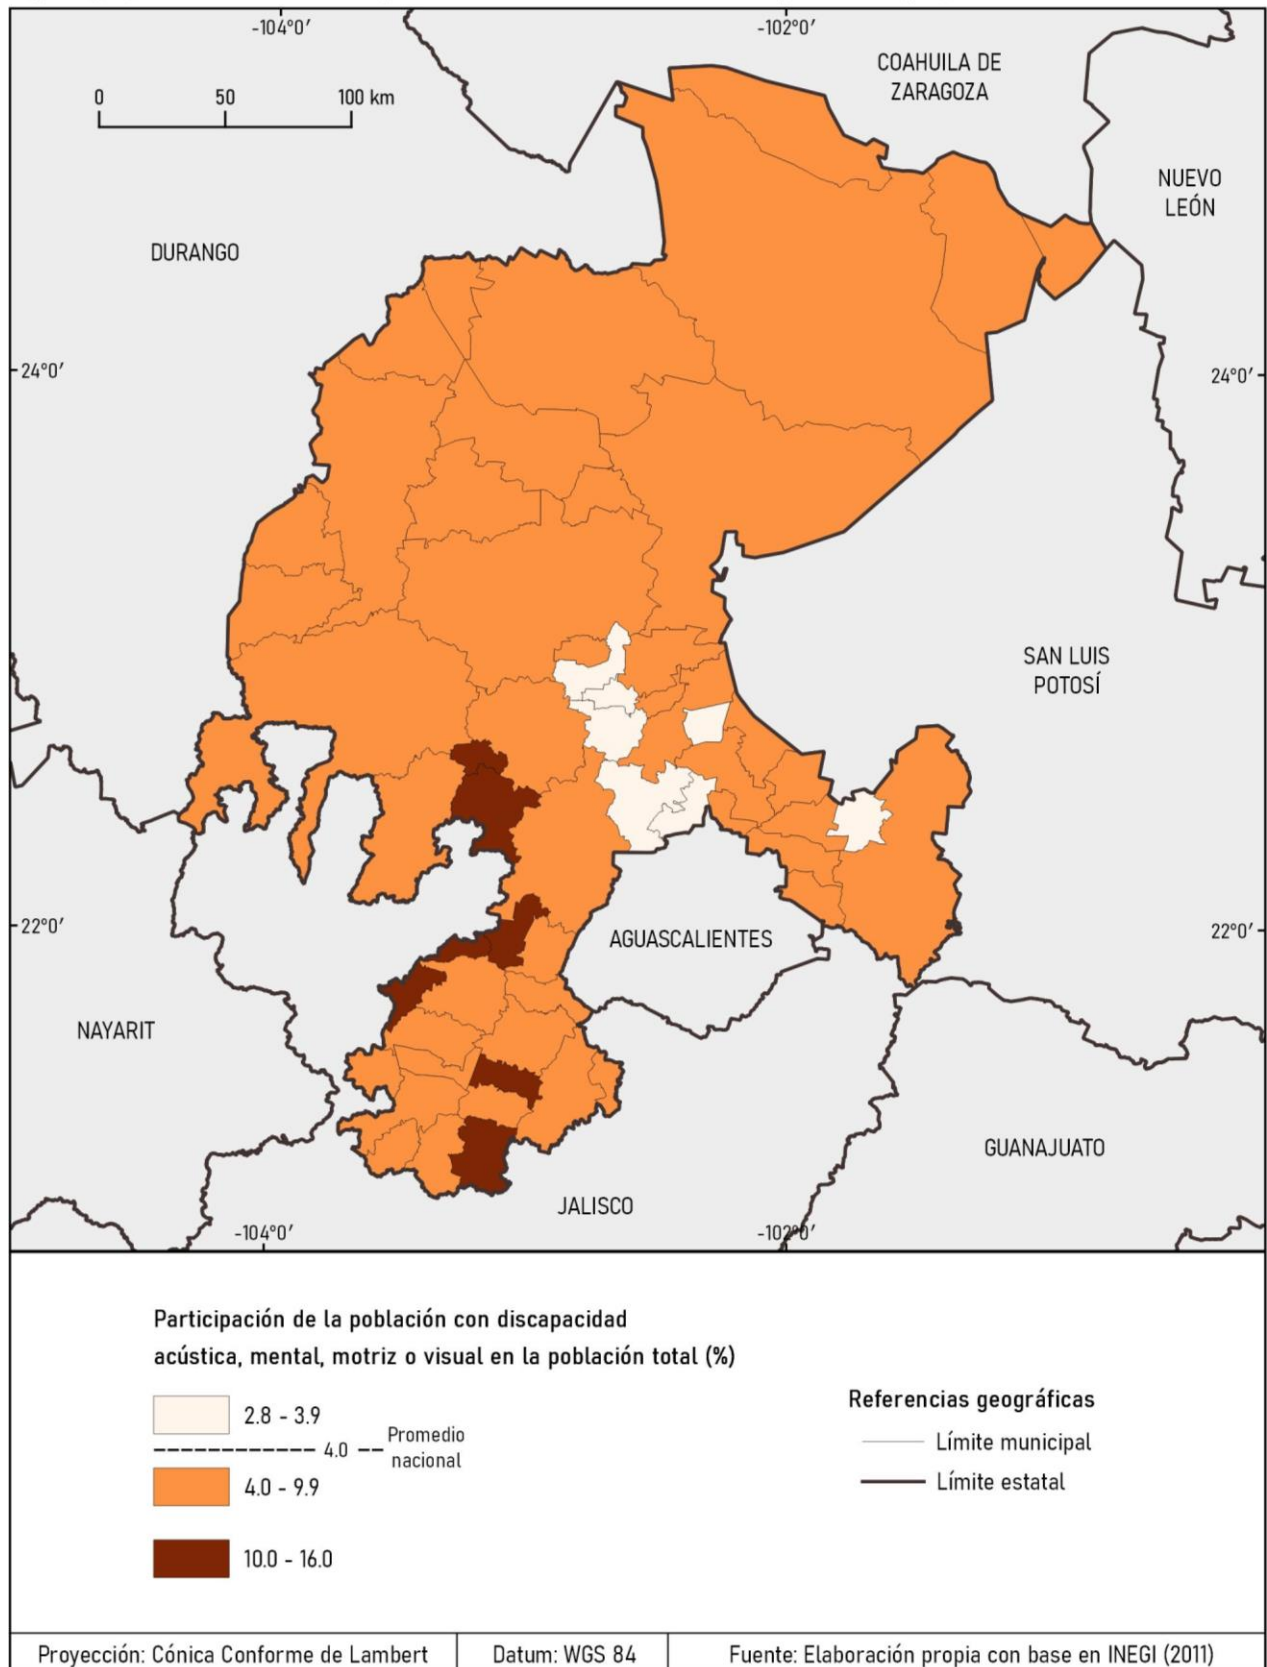 -104°0'
-102°0'
COAHUILA DE
ZARAGOZA
0 50 100 km
NUEVO
LEÓN
DURANGO
24°0'
24°0'
SAN LUIS
POTOSÍ
22°0'
22°0'
AGUASCALIENTES
NAYARIT
GUANAJUATO
JALISCO
-104°0'
-102°0'
Participación de la población con discapacidad
acústica, mental, motriz o visual en la población total (%)
2.8 - 3.9
4.0 Promedio
nacional
4.0 - 9.9
10.0 - 16.0
Referencias geográficas
Límite municipal
Límite estatal
Proyección: Cónica Conforme de Lambert
Datum: WGS 84
Fuente: Elaboración propia con base en INEGI (2011)